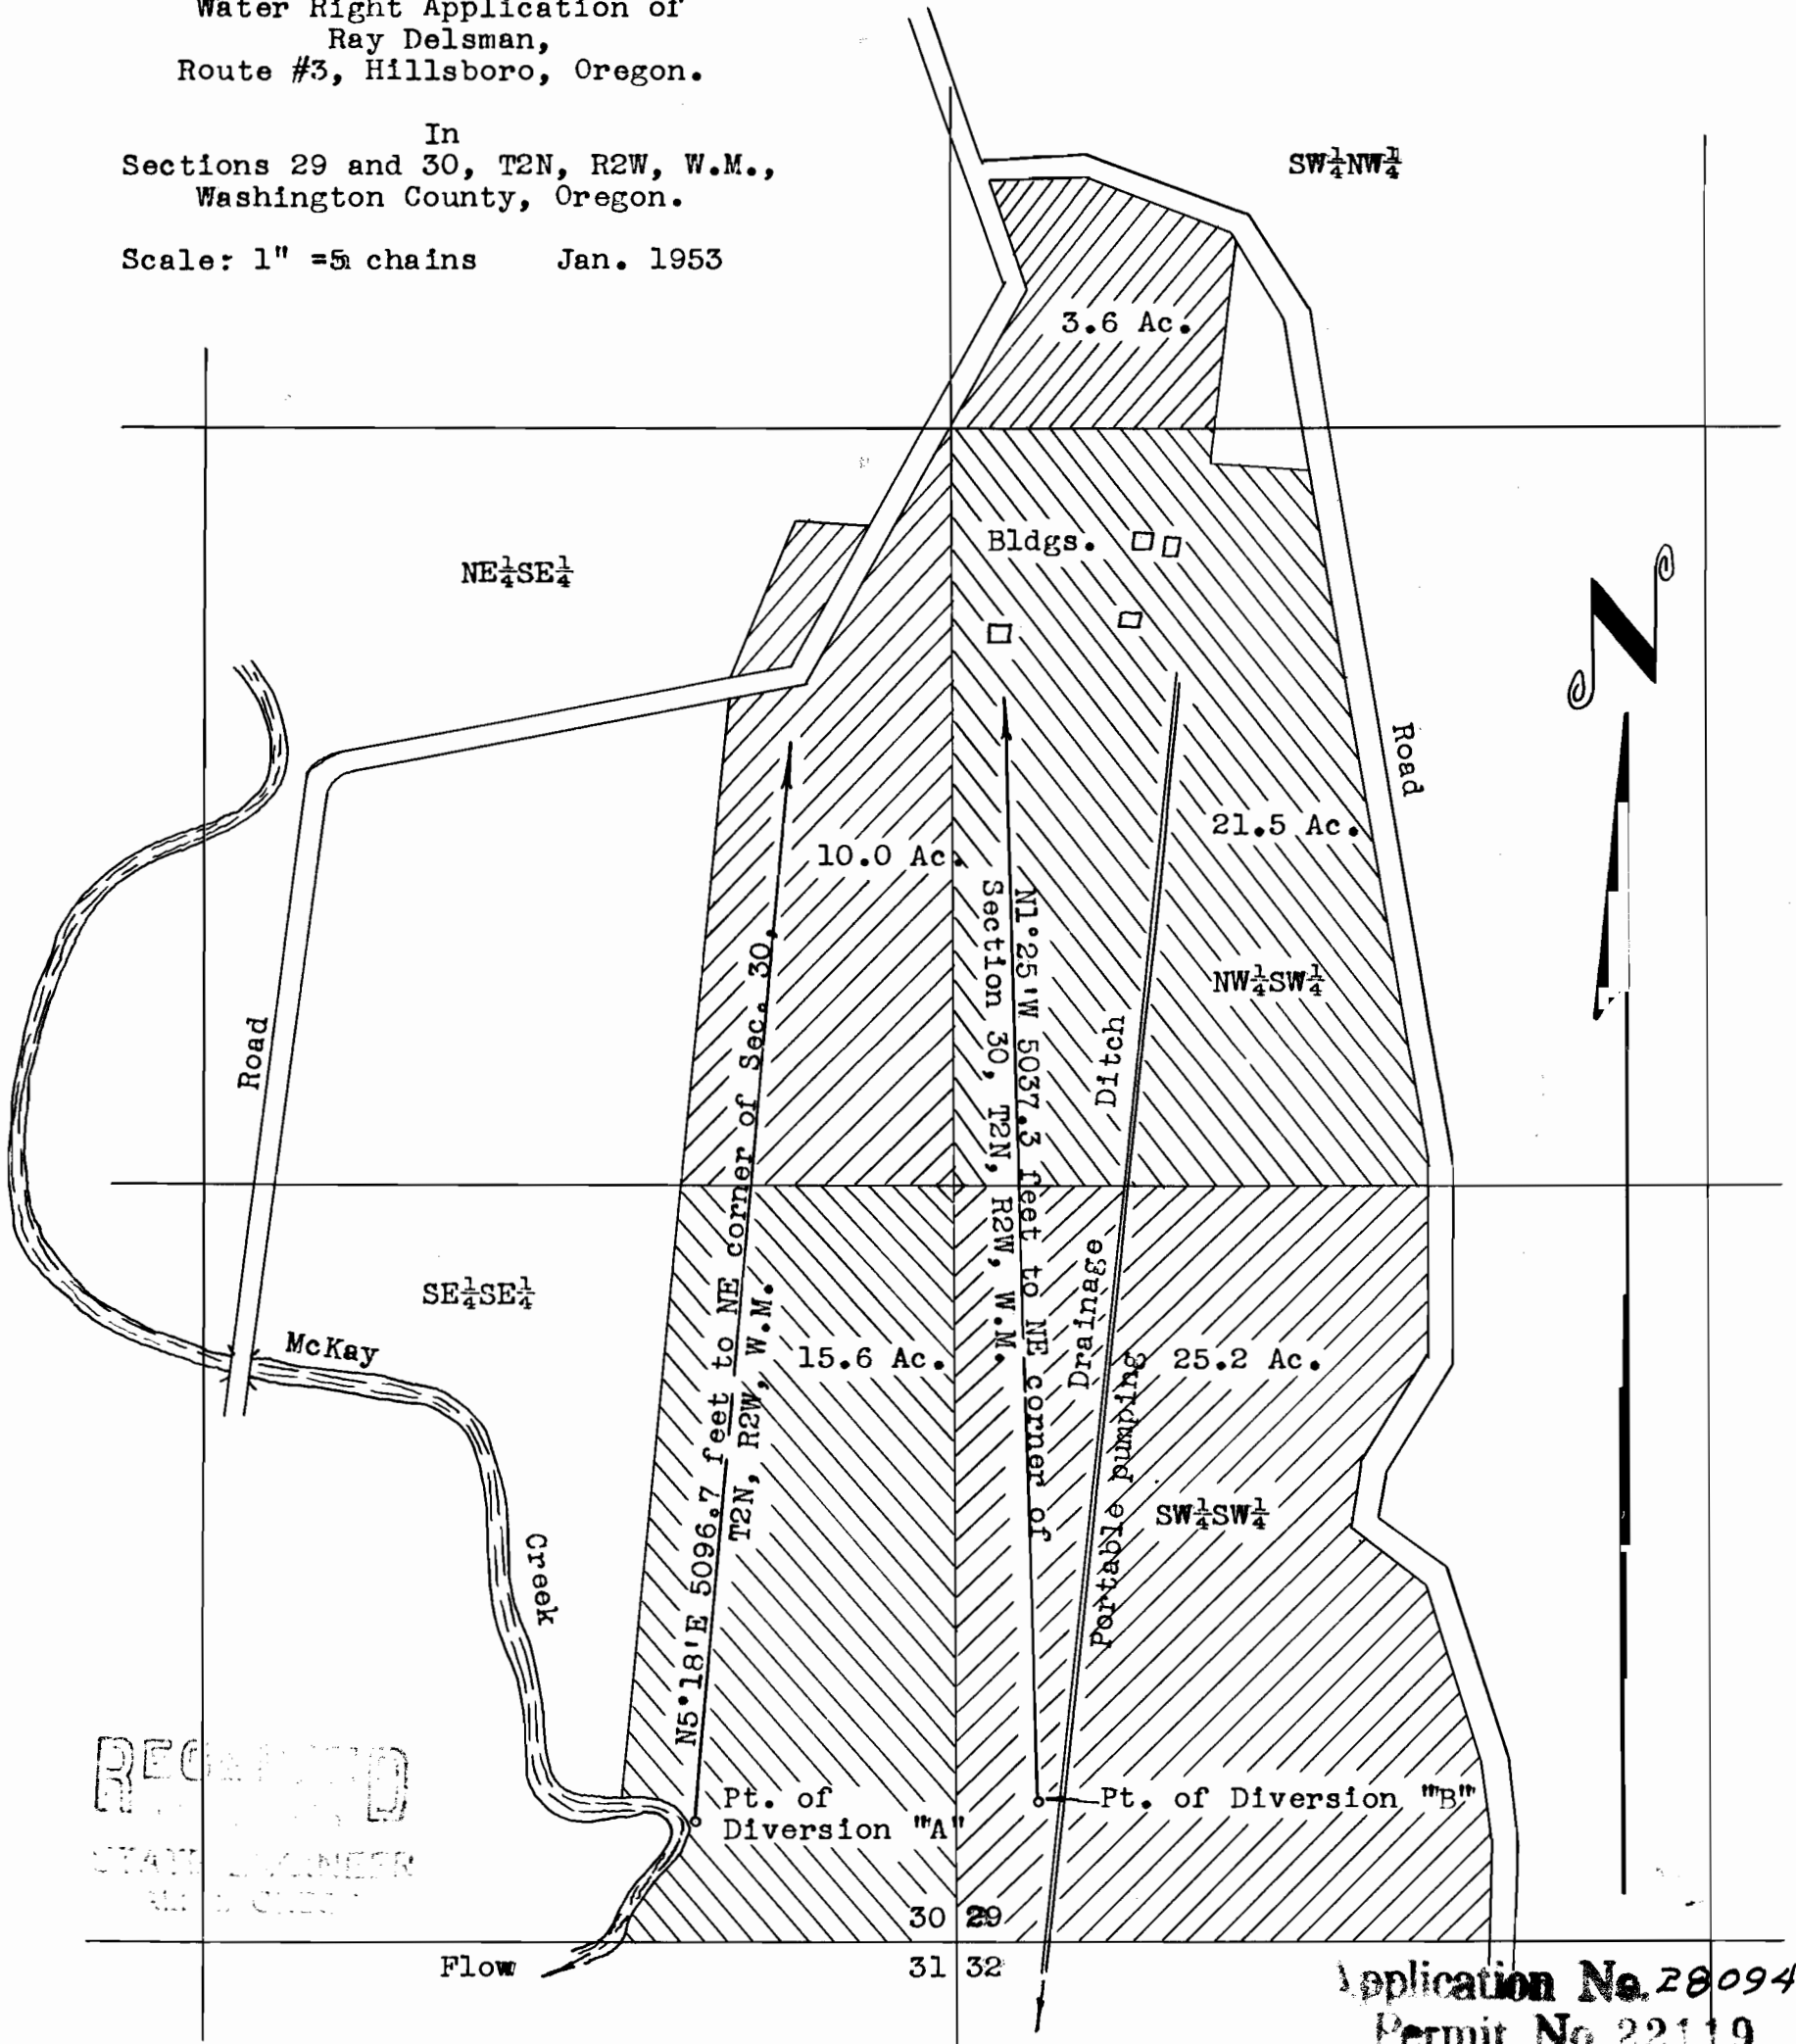 Water Right Application of
Ray Delsman,
Route #3, Hillsboro, Oregon.
In
Sections 29 and 30, T2N, R2W, W.M.,
Washington County, Oregon.
Scale: 1" =5 chains Jan. 1953
SW¼NW¼
3.6 Ac.
Bldgs.
NE¼SE¼
N
Road
21.5 Ac.
10.0 Ac.
NW¼SW¼
Road
N5°18'E 5096.7 feet to NE corner of Sec. 30,
T2N, R2W, W.M.
N1°25'W 5037.3 feet to NE corner of
Section 30, T2N, R2W, W.M.
Drainage Ditch
Portable pumping
SE¼SE¼
McKay
Creek
15.6 Ac.
25.2 Ac.
SW¼SW¼
Pt. of
Diversion "A"
Pt. of Diversion "B"
RECEIVED
STATE ENGINEER
30 29
31 32
Flow
Application No. 28094
Permit No 22119